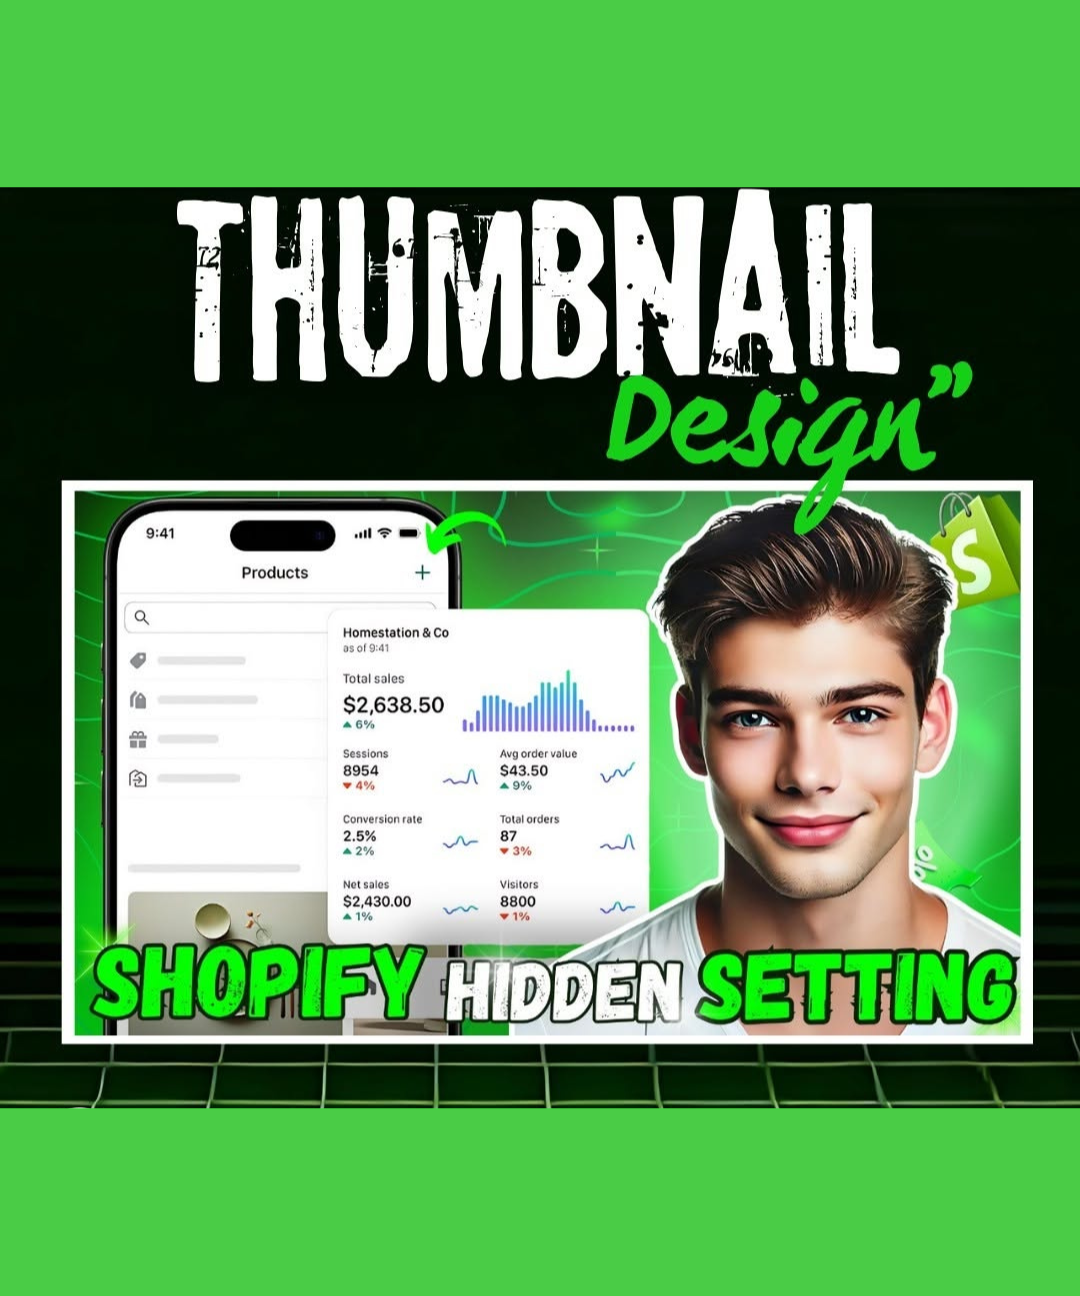 THUMBNAIL
Design”
9:41
Products +
Homestation & Co
as of 9:41
Total sales
$2,638.50
▲ 6%
Sessions
8954
▼ 4%
Avg order value
$43.50
▲ 9%
Conversion rate
2.5%
▲ 2%
Total orders
87
▼ 3%
Net sales
$2,430.00
▲ 1%
Visitors
8800
▼ 1%
S
%
SHOPIFY HIDDEN SETTING